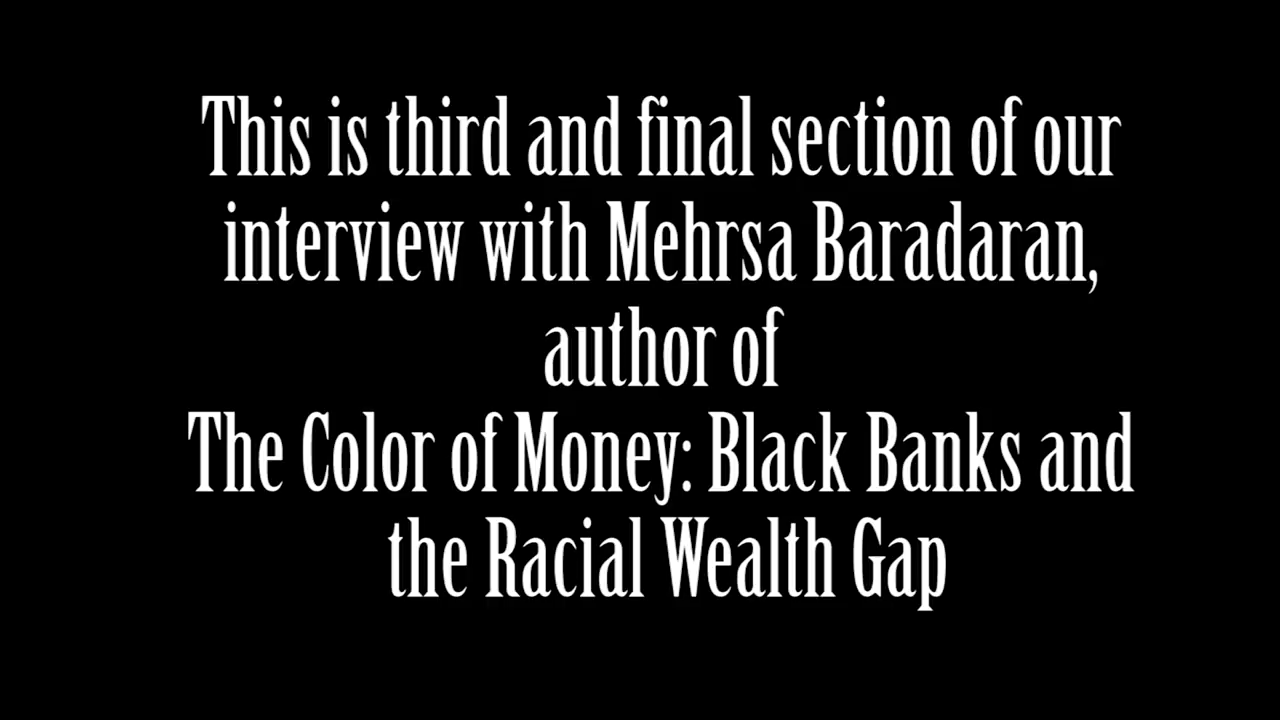 This is third and final section of our
interview with Mehrsa Baradaran,
author of
The Color of Money: Black Banks and
the Racial Wealth Gap